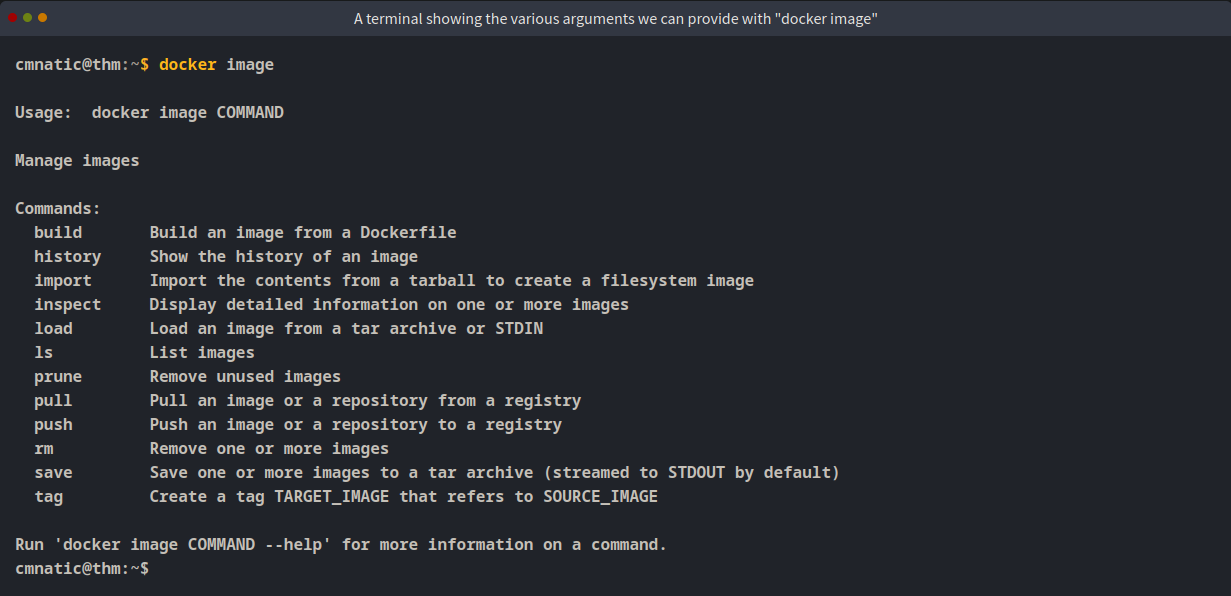 A terminal showing the various arguments we can provide with "docker image"
cmnatic@thm:~$ docker image
Usage:  docker image COMMAND
Manage images
Commands:
  build       Build an image from a Dockerfile
  history     Show the history of an image
  import      Import the contents from a tarball to create a filesystem image
  inspect     Display detailed information on one or more images
  load        Load an image from a tar archive or STDIN
  ls          List images
  prune       Remove unused images
  pull        Pull an image or a repository from a registry
  push        Push an image or a repository to a registry
  rm          Remove one or more images
  save        Save one or more images to a tar archive (streamed to STDOUT by default)
  tag         Create a tag TARGET_IMAGE that refers to SOURCE_IMAGE
Run 'docker image COMMAND --help' for more information on a command.
cmnatic@thm:~$